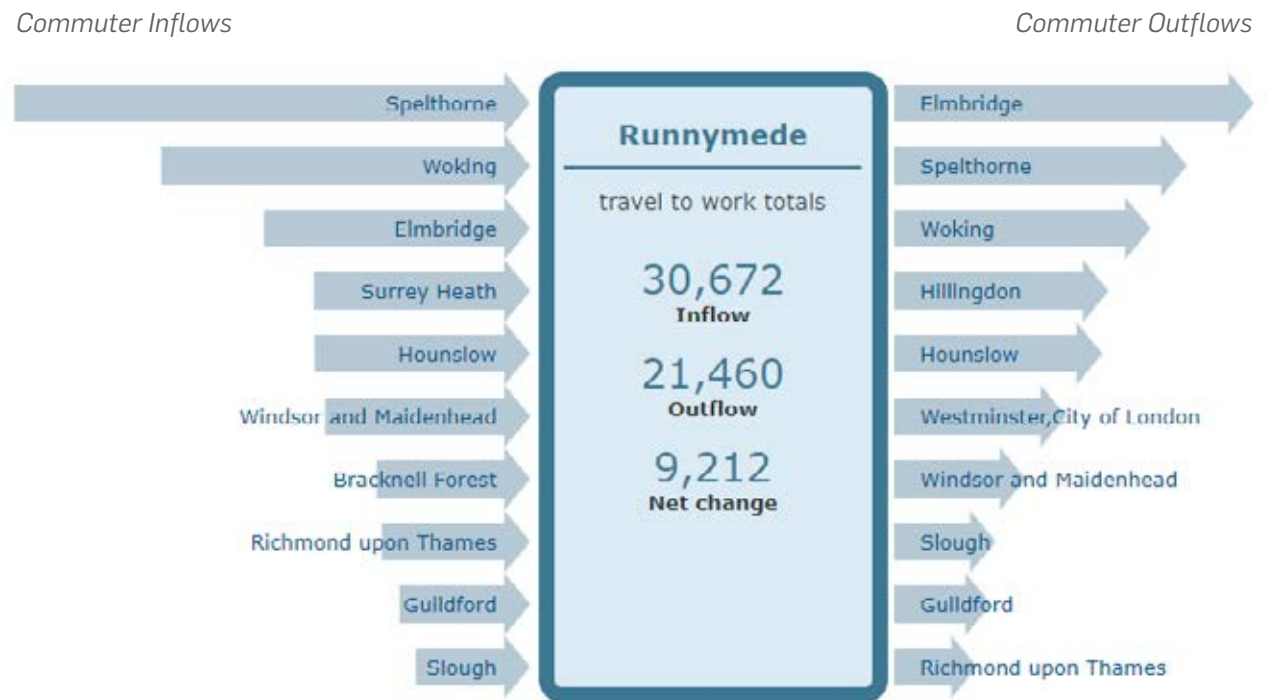 Commuter Inflows
Commuter Outflows
Spelthorne
Woking
Elmbridge
Surrey Heath
Hounslow
Windsor and Maidenhead
Bracknell Forest
Richmond upon Thames
Guildford
Slough
Runnymede
travel to work totals
30,672
Inflow
21,460
Outflow
9,212
Net change
Elmbridge
Spelthorne
Woking
Hillingdon
Hounslow
Westminster,City of London
Windsor and Maidenhead
Slough
Guildford
Richmond upon Thames